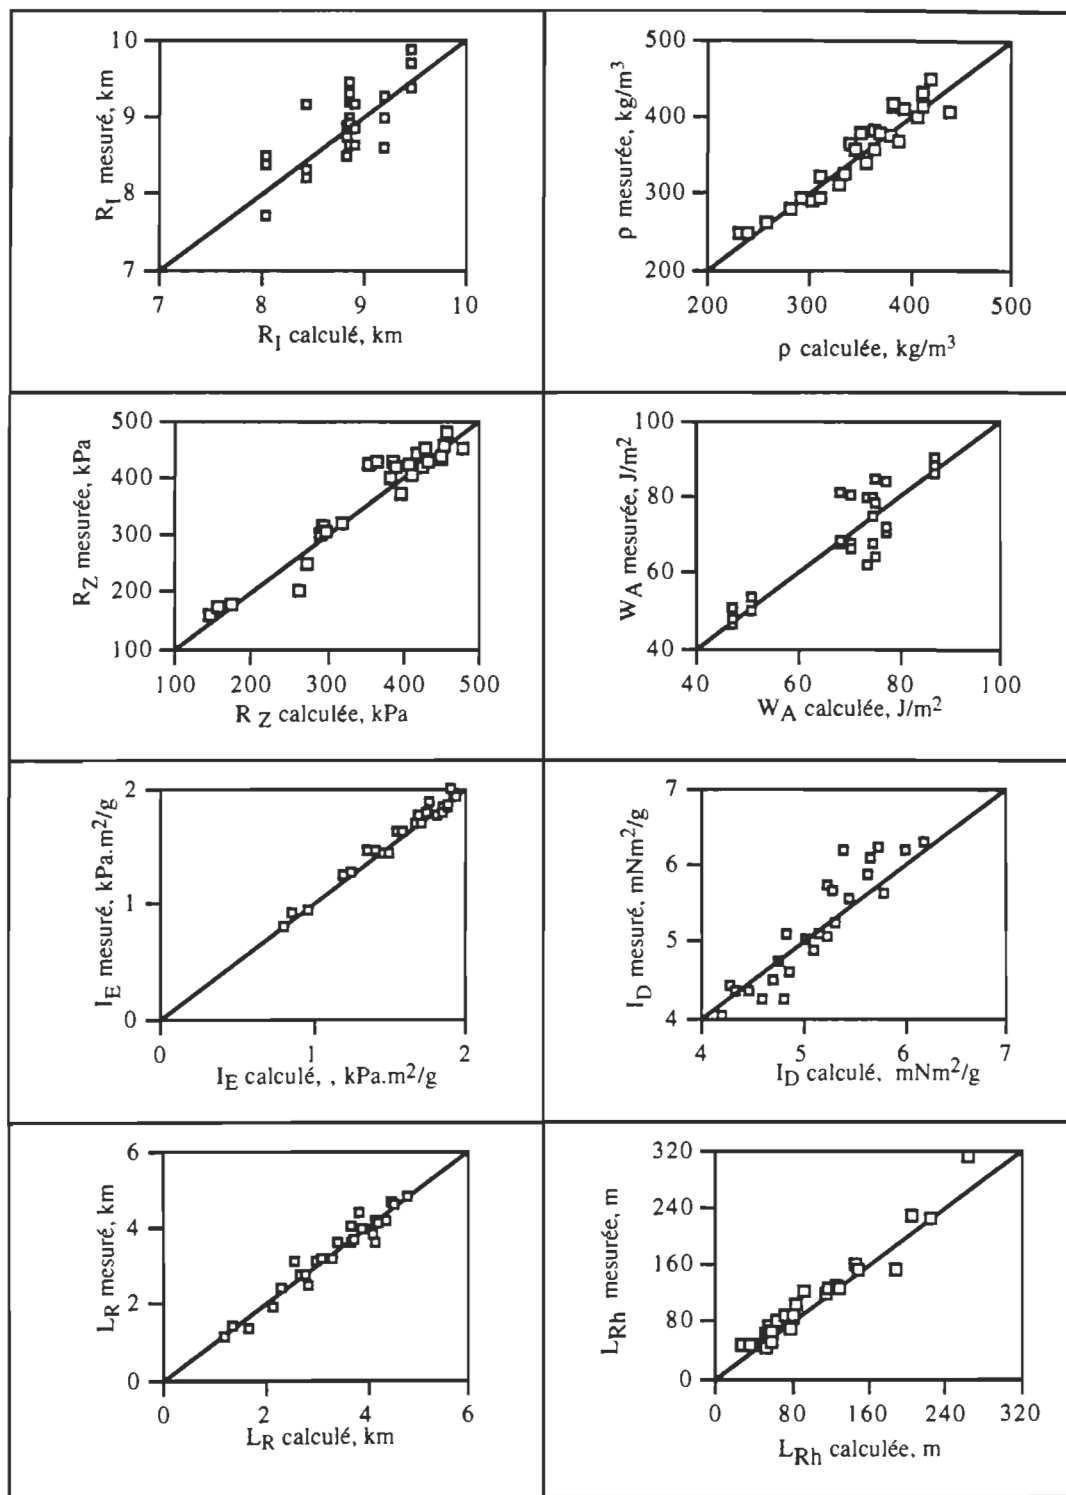 R_I mesuré, km
10
9
8
7
7 8 9 10
R_I calculé, km
ρ mesurée, kg/m³
500
400
300
200
200 300 400 500
ρ calculée, kg/m³
R_Z mesurée, kPa
500
400
300
200
100
100 200 300 400 500
R_Z calculée, kPa
W_A mesurée, J/m²
100
80
60
40
40 60 80 100
W_A calculée, J/m²
I_E mesuré, kPa.m²/g
2
1
0
0 1 2
I_E calculé, , kPa.m²/g
I_D mesuré, mNm²/g
7
6
5
4
4 5 6 7
I_D calculé, mNm²/g
L_R mesuré, km
6
4
2
0
0 2 4 6
L_R calculé, km
L_Rh mesurée, m
320
240
160
80
0
0 80 160 240 320
L_Rh calculée, m